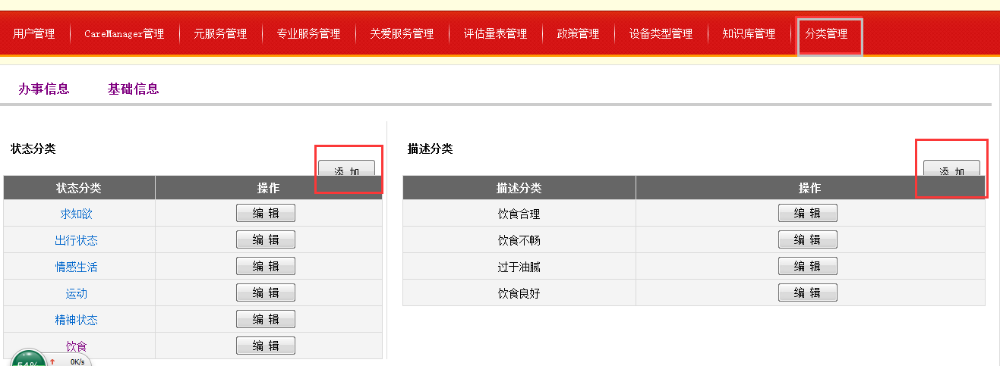 用户管理 CareManager管理 元服务管理 专业服务管理 关爱服务管理 评估量表管理 政策管理 设备类型管理 知识库管理 分类管理
办事信息 基础信息
状态分类
添 加
状态分类 操作
求知欲 编 辑
出行状态 编 辑
情感生活 编 辑
运动 编 辑
精神状态 编 辑
饮食 编 辑
描述分类
添 加
描述分类 操作
饮食合理 编 辑
饮食不畅 编 辑
过于油腻 编 辑
饮食良好 编 辑
54% 0K/s